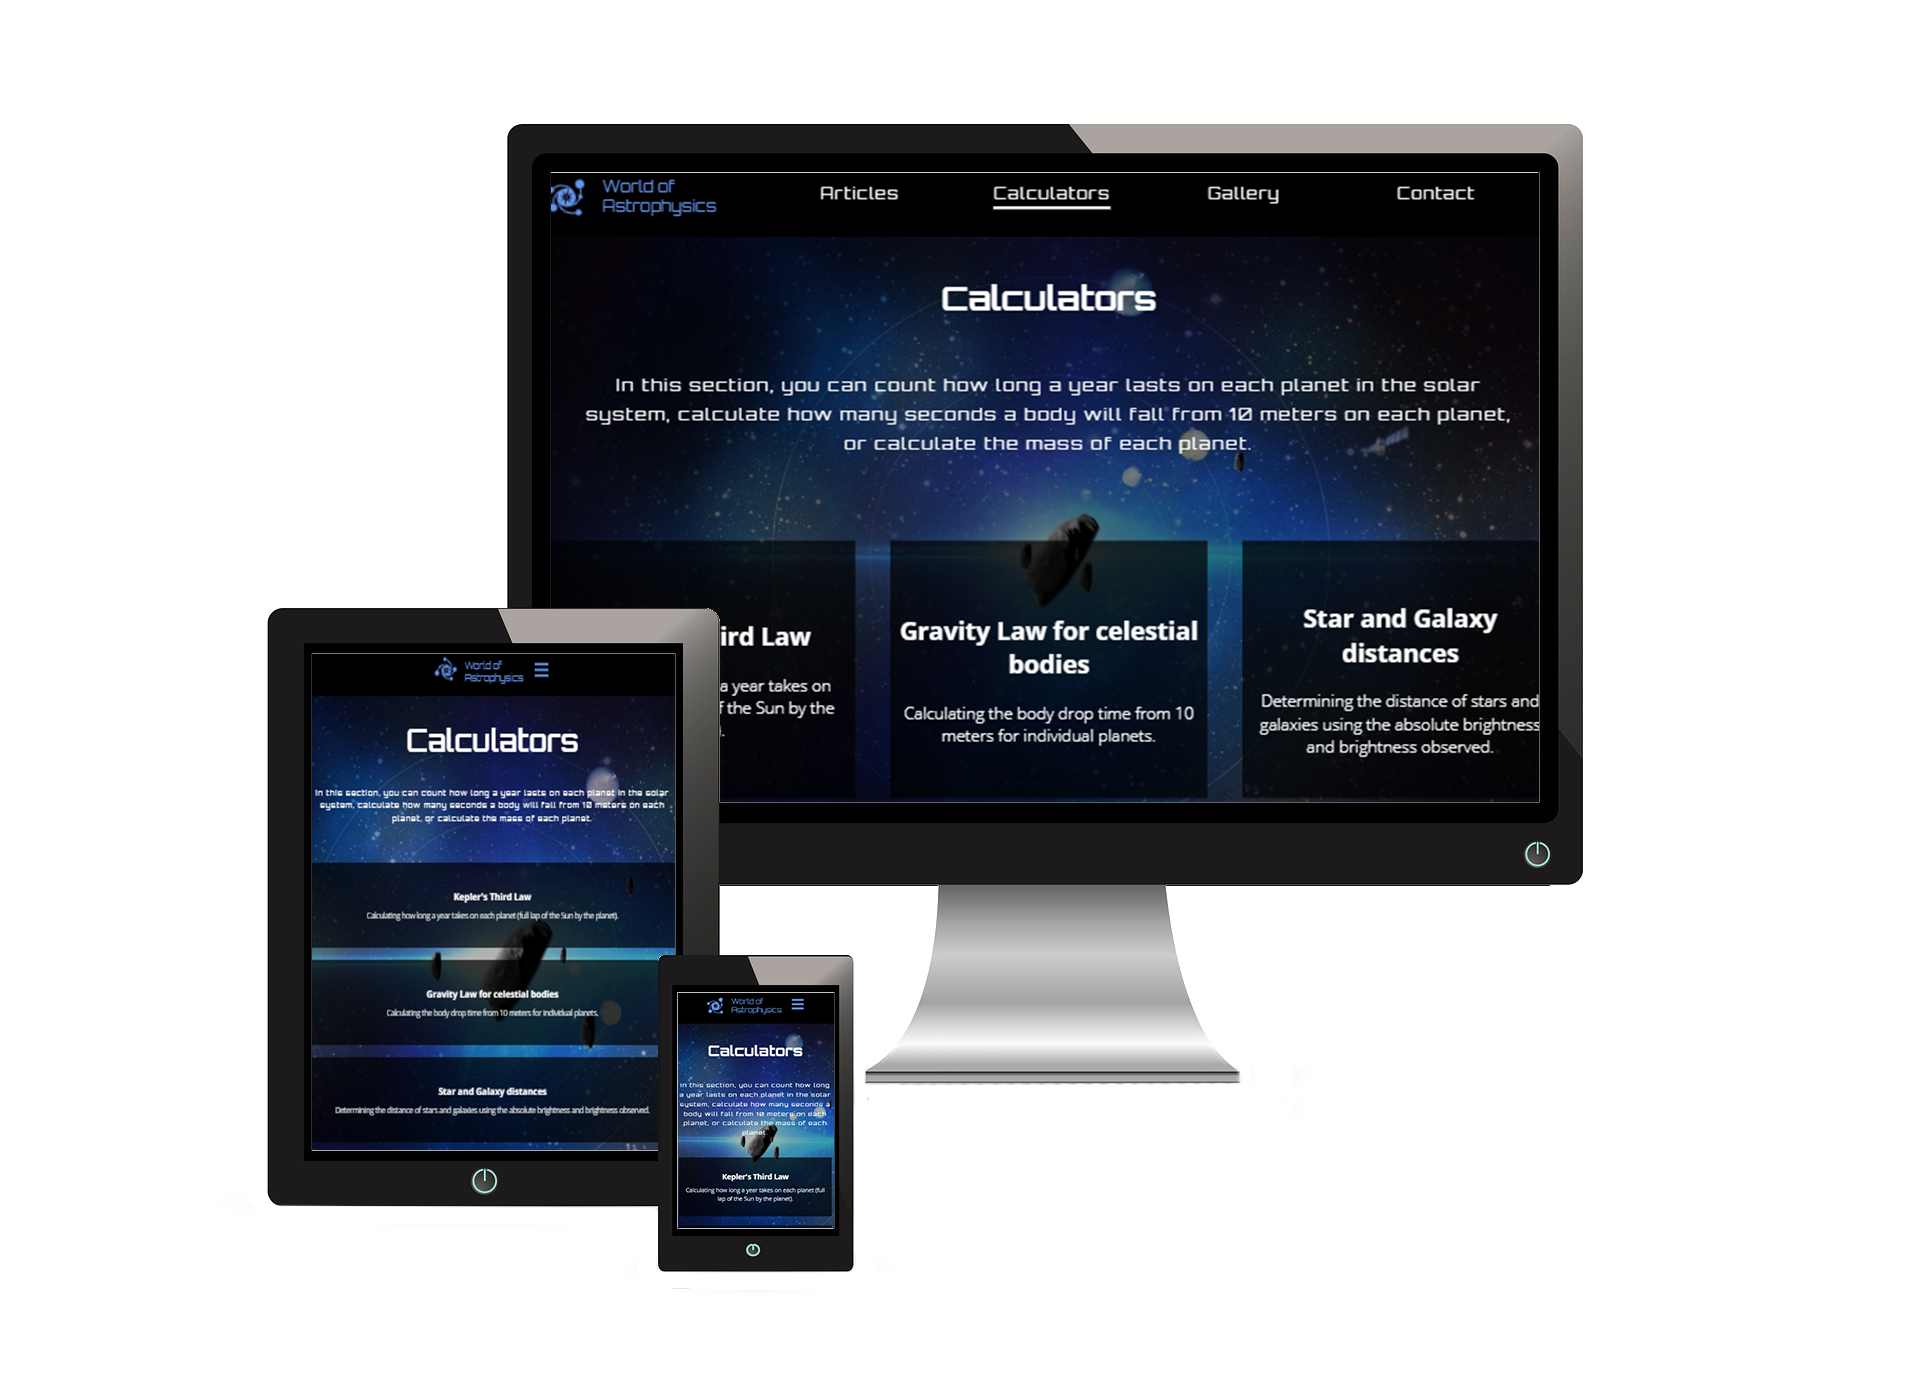 World of
Astrophysics
Articles
Calculators
Gallery
Contact
Calculators
In this section, you can count how long a year lasts on each planet in the solar
system, calculate how many seconds a body will fall from 10 meters on each planet,
or calculate the mass of each planet.
ird Law
a year takes on
f the Sun by the
).
Gravity Law for celestial
bodies
Calculating the body drop time from 10
meters for individual planets.
Star and Galaxy
distances
Determining the distance of stars and
galaxies using the absolute brightness
and brightness observed.
World of
Astrophysics
Calculators
In this section, you can count how long a year lasts on each planet in the solar
system, calculate how many seconds a body will fall from 10 meters on each
planet, or calculate the mass of each planet.
Kepler's Third Law
Calculating how long a year takes on each planet (full lap of the Sun by the planet).
Gravity Law for celestial bodies
Calculating the body drop time from 10 meters for individual planets.
Star and Galaxy distances
Determining the distance of stars and galaxies using the absolute brightness and brightness observed.
World of
Astrophysics
Calculators
In this section, you can count how long
a year lasts on each planet in the solar
system, calculate how many seconds a
body will fall from 10 meters on each
planet, or calculate the mass of each
planet.
Kepler's Third Law
Calculating how long a year takes on each planet (full
lap of the Sun by the planet).